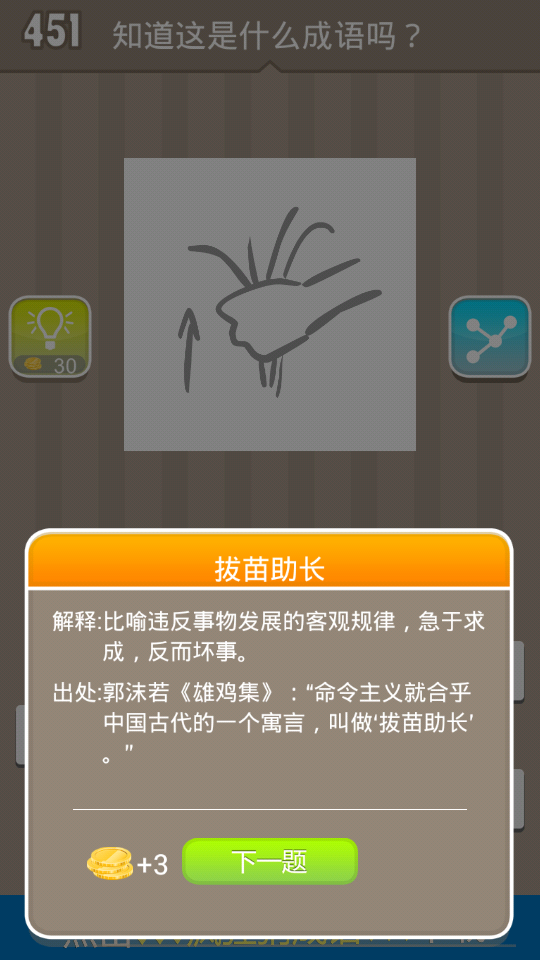 451
知道这是什么成语吗？
30
拔苗助长
解释:比喻违反事物发展的客观规律，急于求
成，反而坏事。
出处:郭沫若《雄鸡集》：“命令主义就合乎
中国古代的一个寓言，叫做‘拔苗助长’
。”
+3
下一题